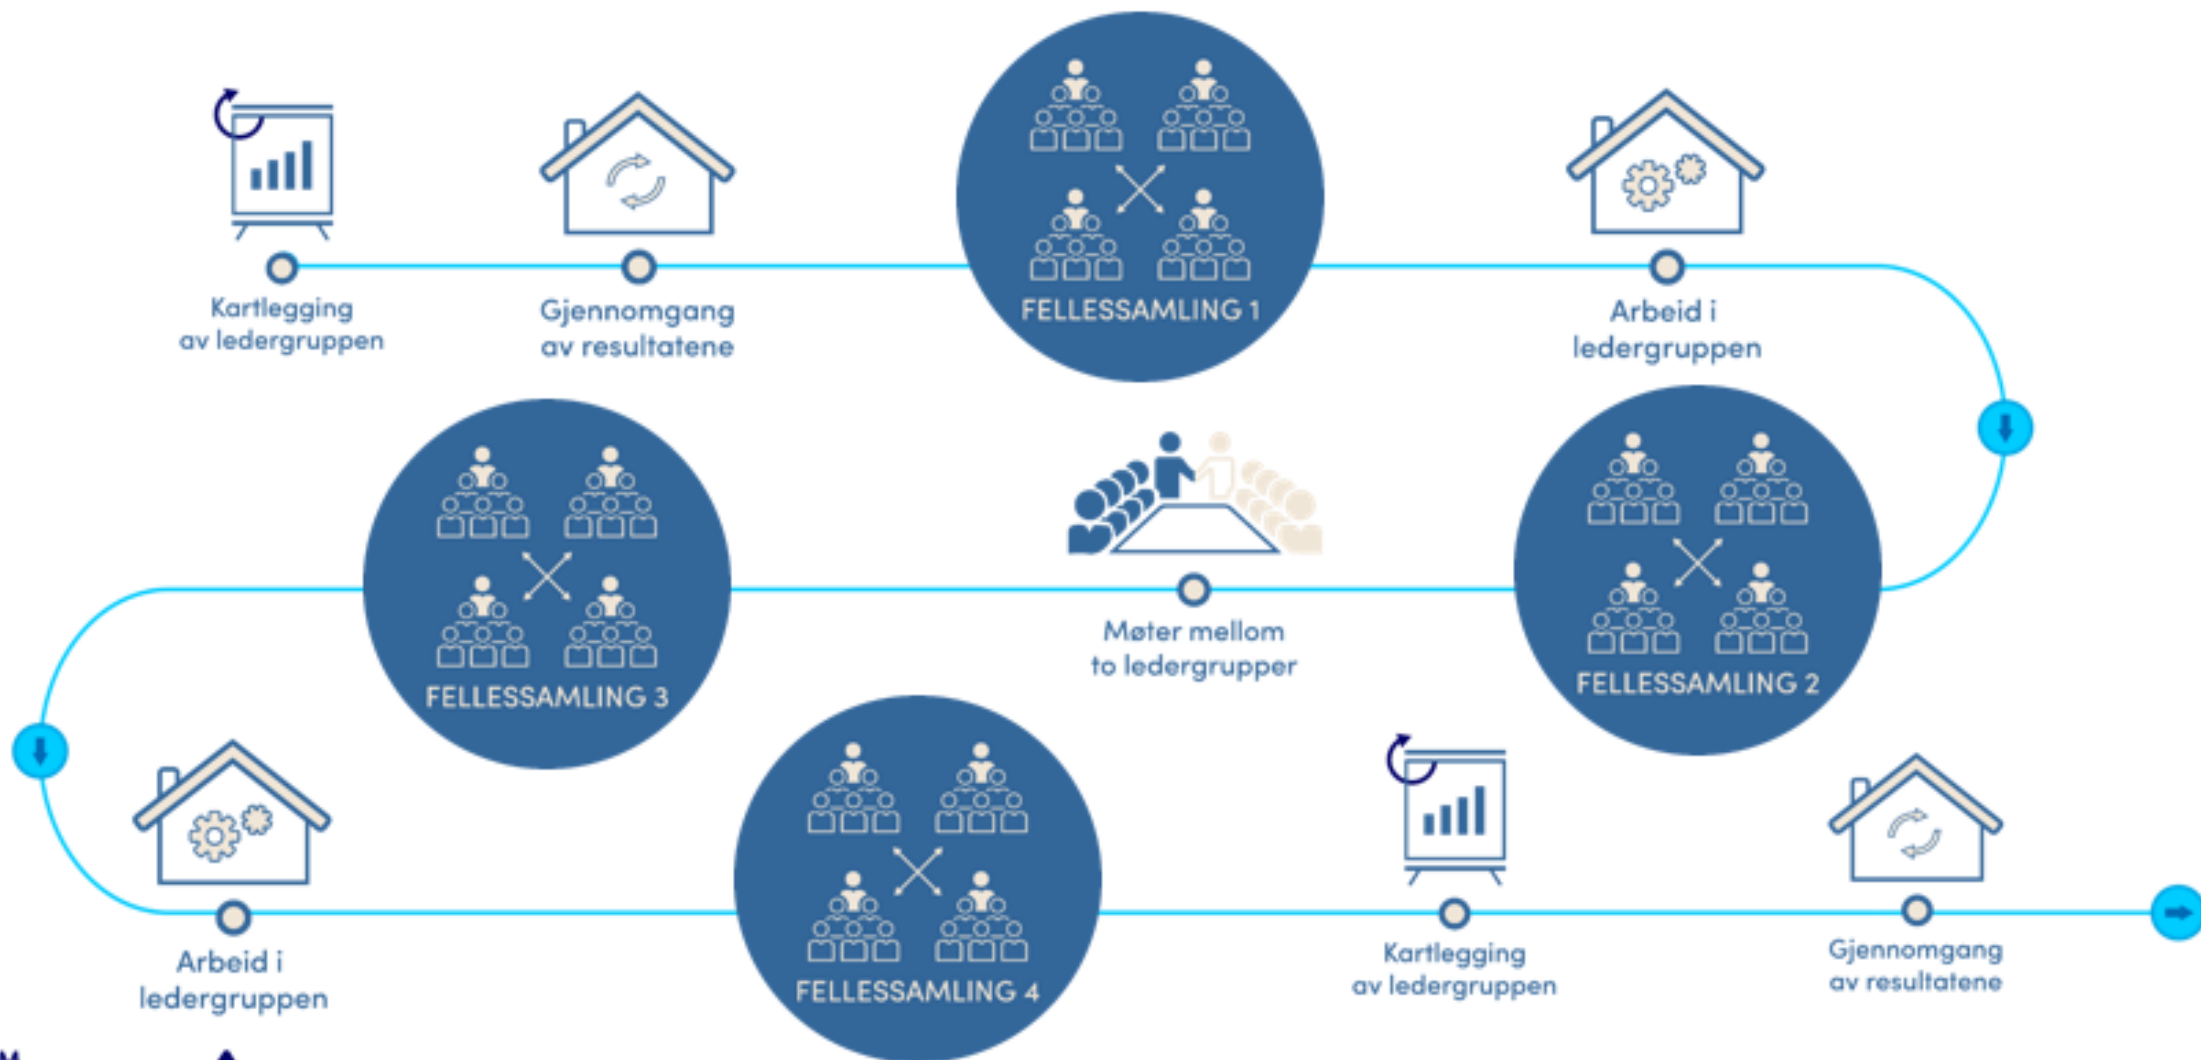 Kartlegging
av ledergruppen
Gjennomgang
av resultatene
FELLESSAMLING 1
Arbeid i
ledergruppen
FELLESSAMLING 2
Møter mellom
to ledergrupper
FELLESSAMLING 3
Arbeid i
ledergruppen
FELLESSAMLING 4
Kartlegging
av ledergruppen
Gjennomgang
av resultatene